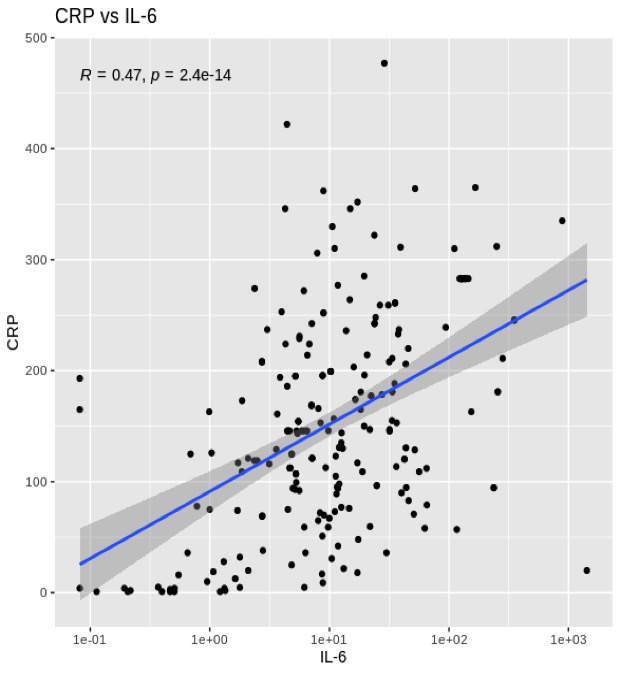 CRP vs IL-6
R = 0.47, p = 2.4e-14
500
400
300
200
100
0
CRP
1e-01 1e+00 1e+01 1e+02 1e+03
IL-6